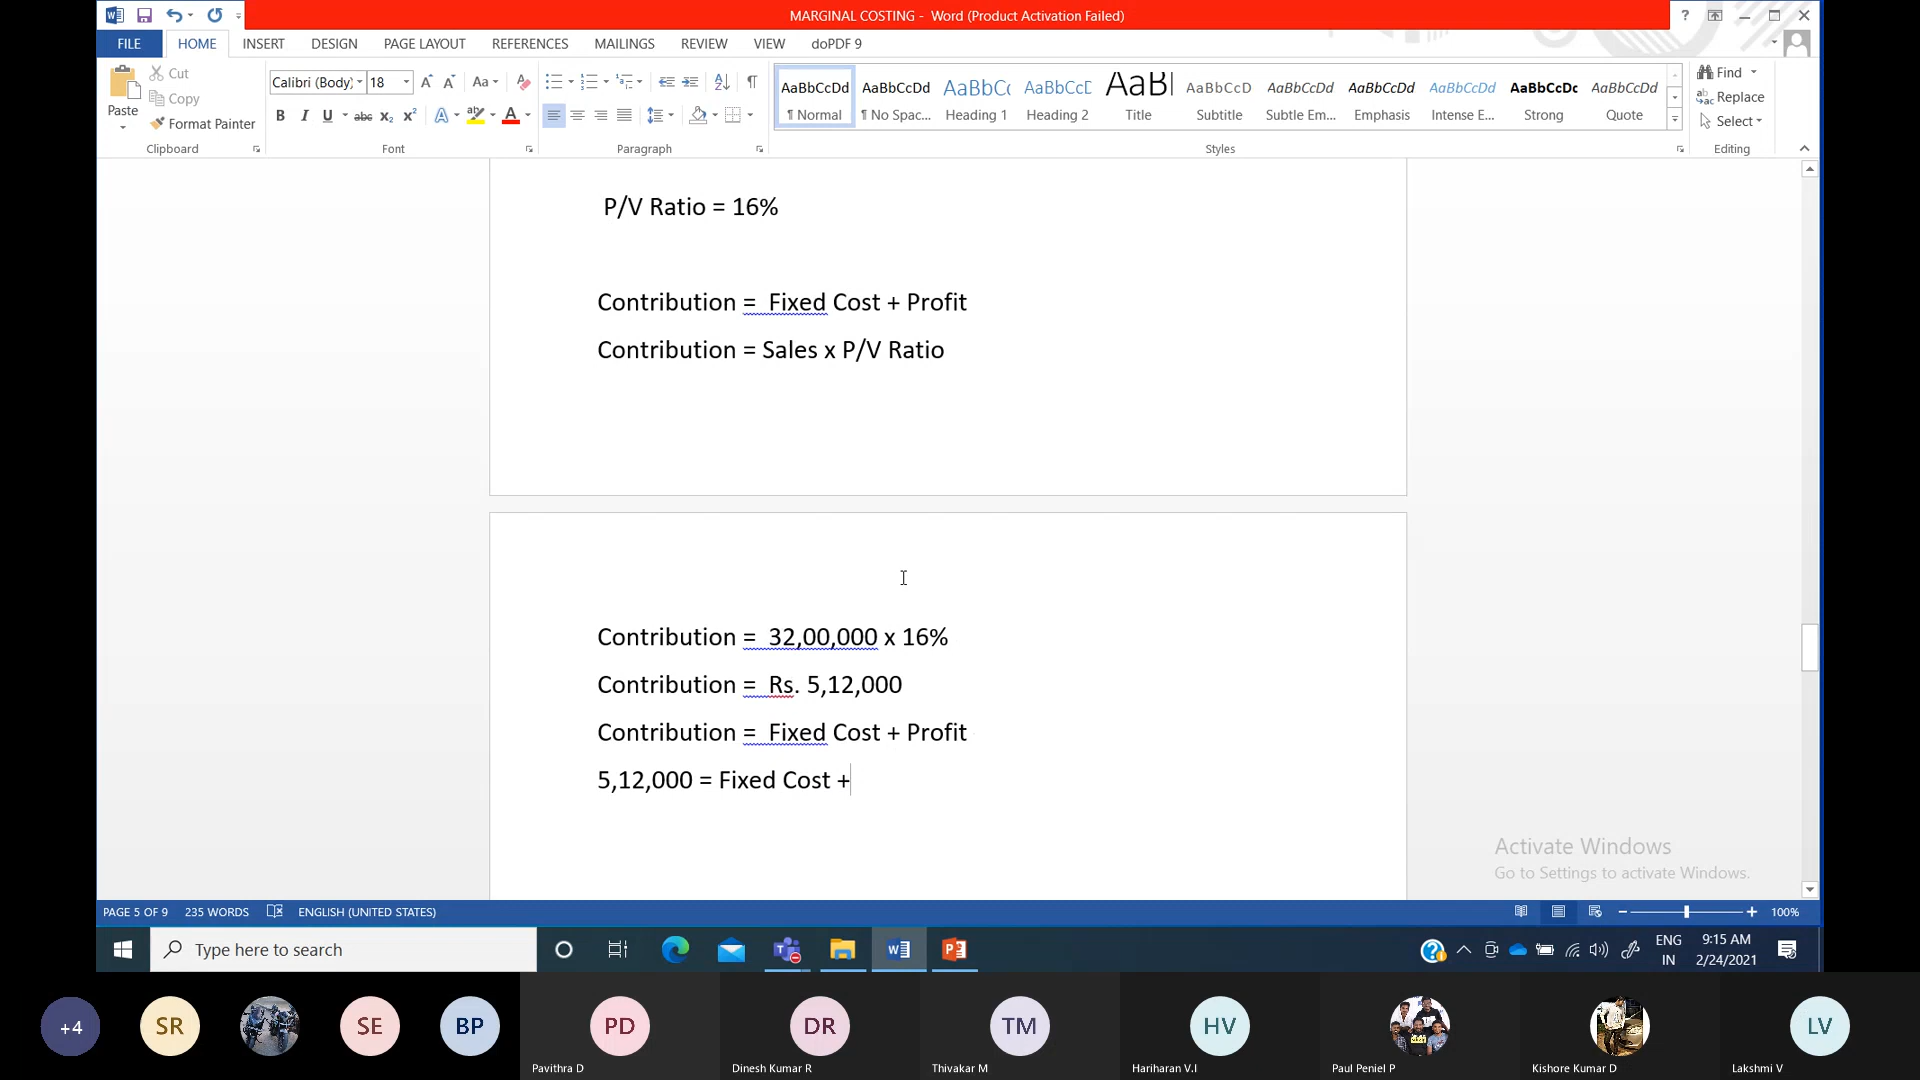 MARGINAL COSTING - Word (Product Activation Failed)
?
FILE HOME INSERT DESIGN PAGE LAYOUT REFERENCES MAILINGS REVIEW VIEW doPDF 9
Paste
Cut
Copy
Format Painter
Calibri (Body) 18
AaBbCcDd AaBbCcDd AaBbCc AaBbCcD AaBl AaBbCcD AaBbCcDd AaBbCcDd AaBbCcDd AaBbCcDc AaBbCcDd
¶ Normal ¶ No Spac... Heading 1 Heading 2 Title Subtitle Subtle Em... Emphasis Intense E... Strong Quote
Find
Replace
Select
Clipboard Font Paragraph Styles Editing
P/V Ratio = 16%
Contribution = Fixed Cost + Profit
Contribution = Sales x P/V Ratio
Contribution = 32,00,000 x 16%
Contribution = Rs. 5,12,000
Contribution = Fixed Cost + Profit
5,12,000 = Fixed Cost +
Activate Windows
Go to Settings to activate Windows.
PAGE 5 OF 9 235 WORDS ENGLISH (UNITED STATES) 100%
Type here to search
ENG
IN
9:15 AM
2/24/2021
+4 SR SE BP PD DR TM HV LV
Pavithra D Dinesh Kumar R Thivakar M Hariharan V.I Paul Peniel P Kishore Kumar D Lakshmi V